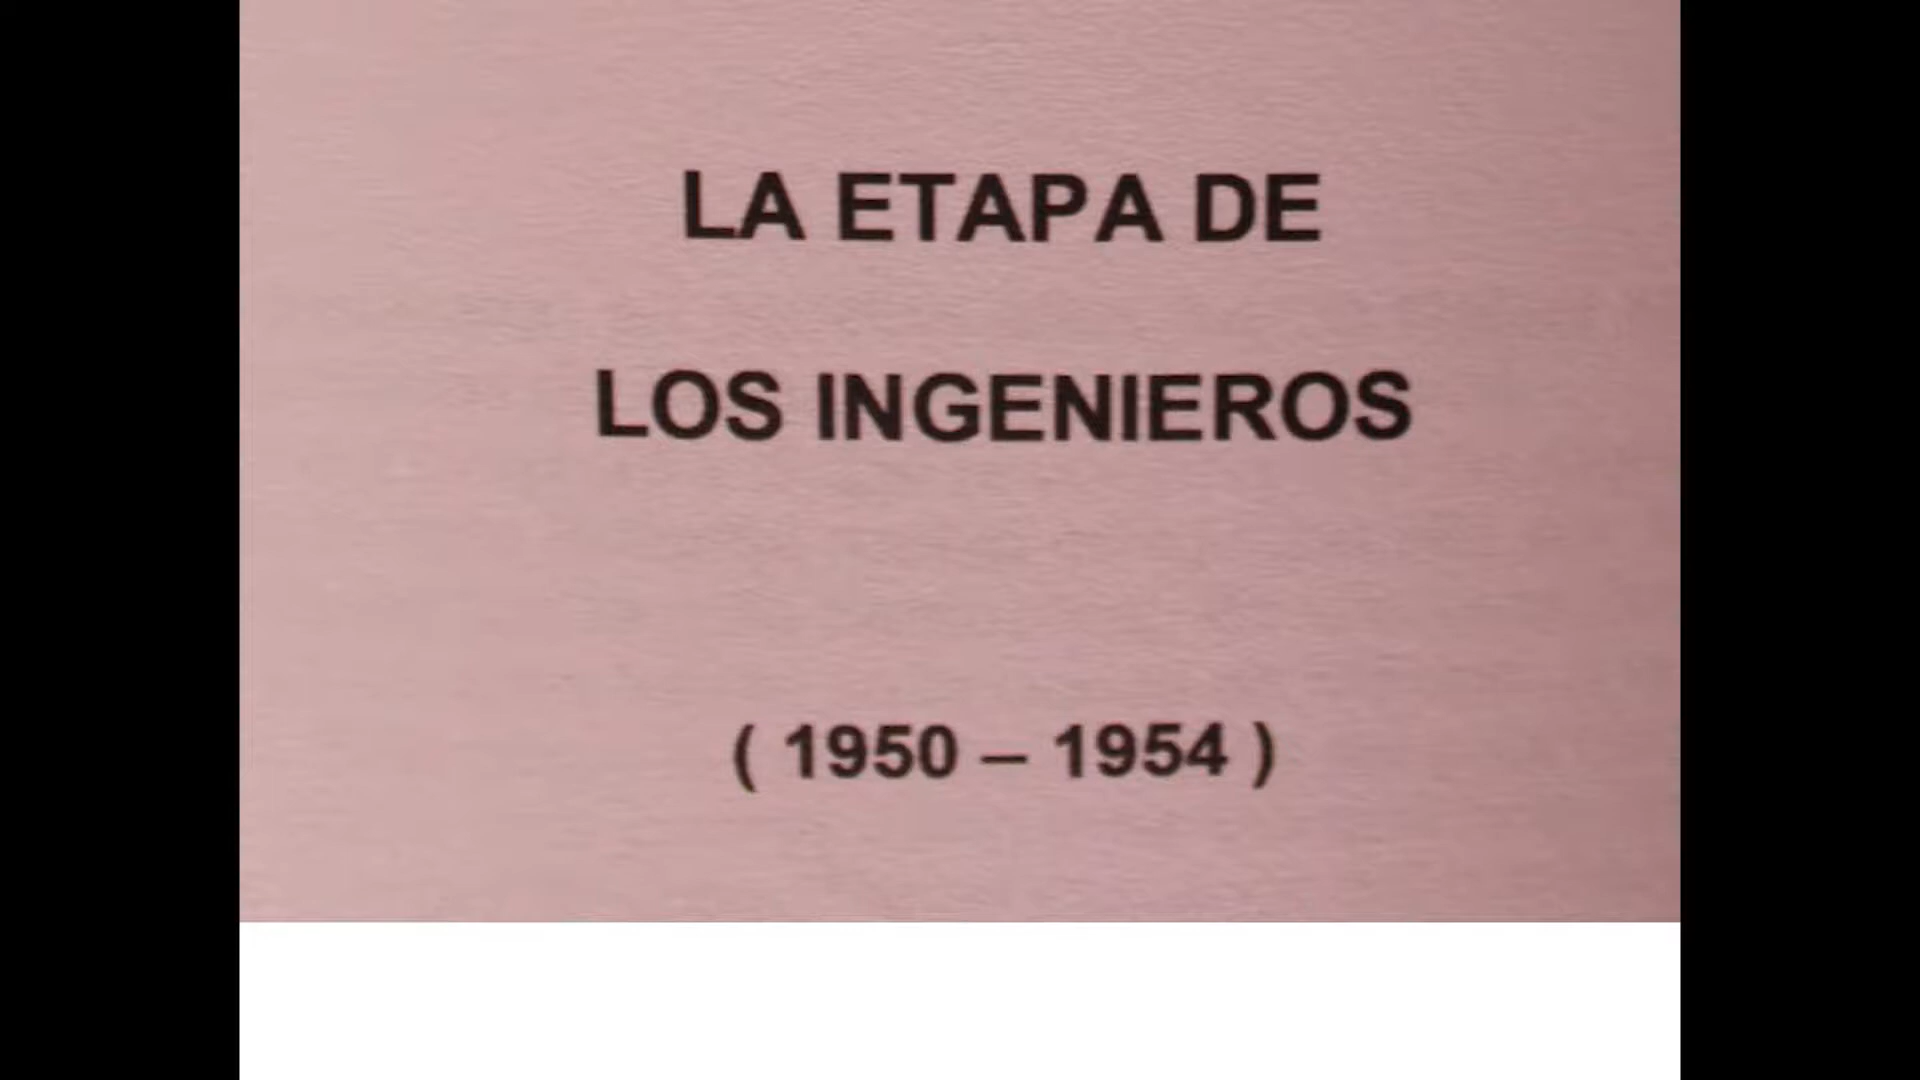 LA ETAPA DE
LOS INGENIEROS
( 1950 – 1954 )